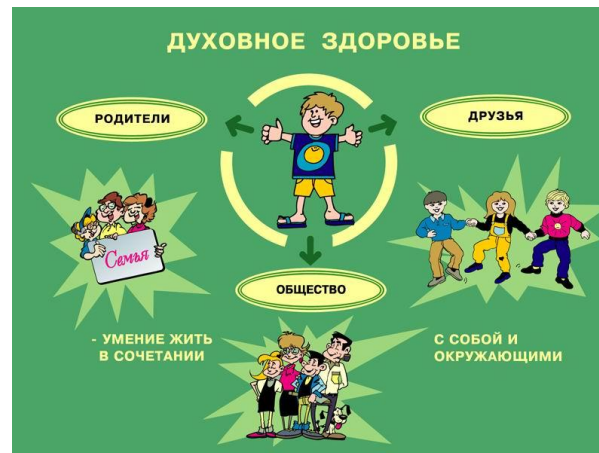 ДУХОВНОЕ ЗДОРОВЬЕ
РОДИТЕЛИ
ДРУЗЬЯ
Семья
ОБЩЕСТВО
- УМЕНИЕ ЖИТЬ
В СОЧЕТАНИИ
С СОБОЙ И
ОКРУЖАЮЩИМИ